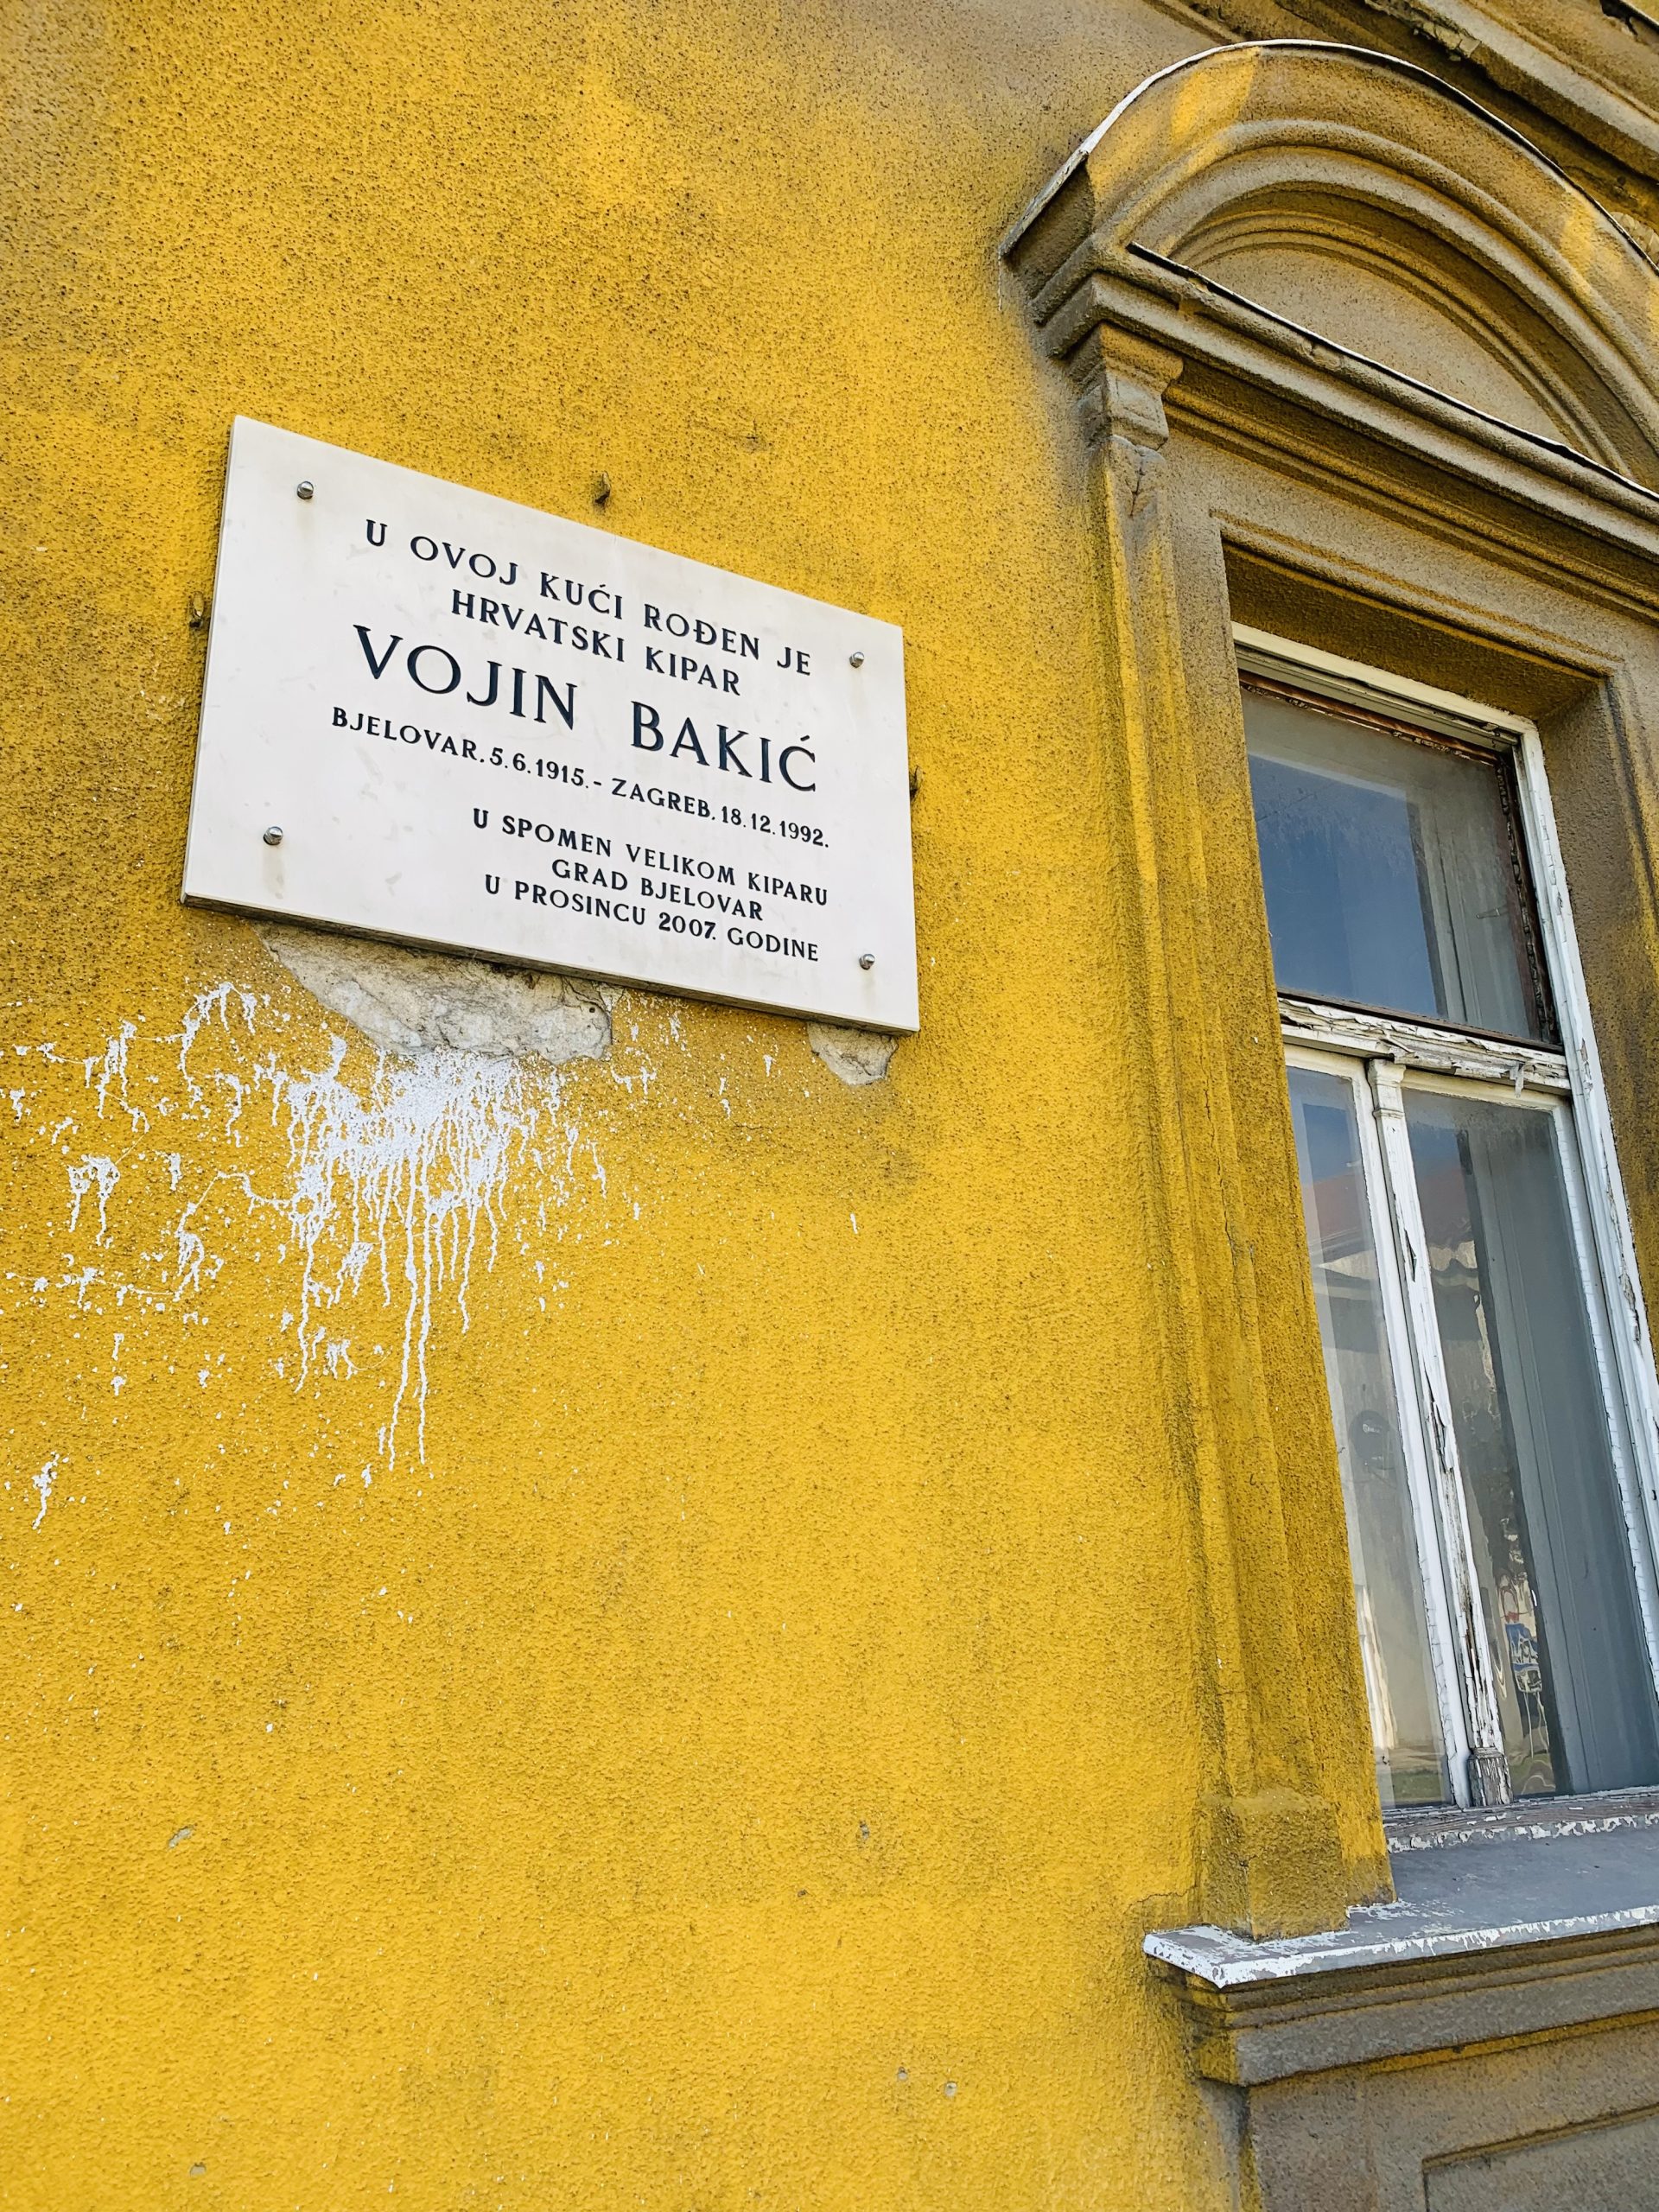 U OVOJ KUĆI ROĐEN JE
HRVATSKI KIPAR
VOJIN BAKIĆ
BJELOVAR, 5.6.1915.- ZAGREB, 18.12.1992.
U SPOMEN VELIKOM KIPARU
GRAD BJELOVAR
U PROSINCU 2007. GODINE